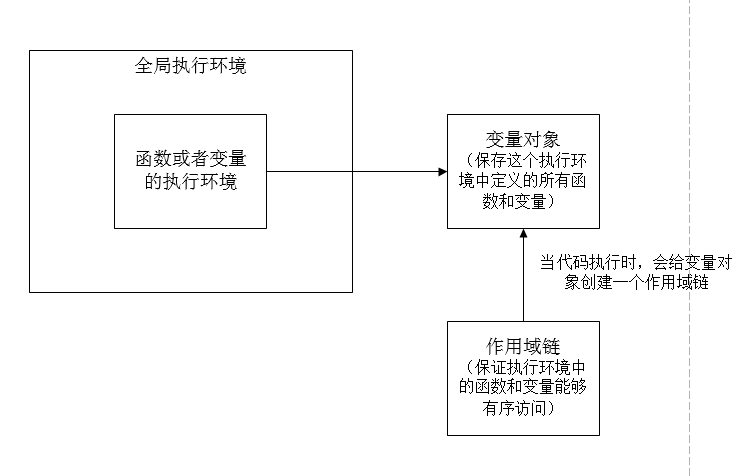 全局执行环境
函数或者变量
的执行环境
变量对象
（保存这个执行环
境中定义的所有函
数和变量）
当代码执行时，会给变量对
象创建一个作用域链
作用域链
（保证执行环境中
的函数和变量能够
有序访问）